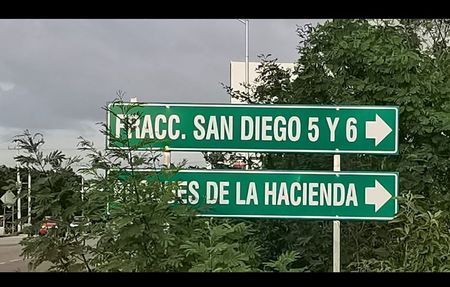 FRACC. SAN DIEGO 5 Y 6
DE LA HACIENDA